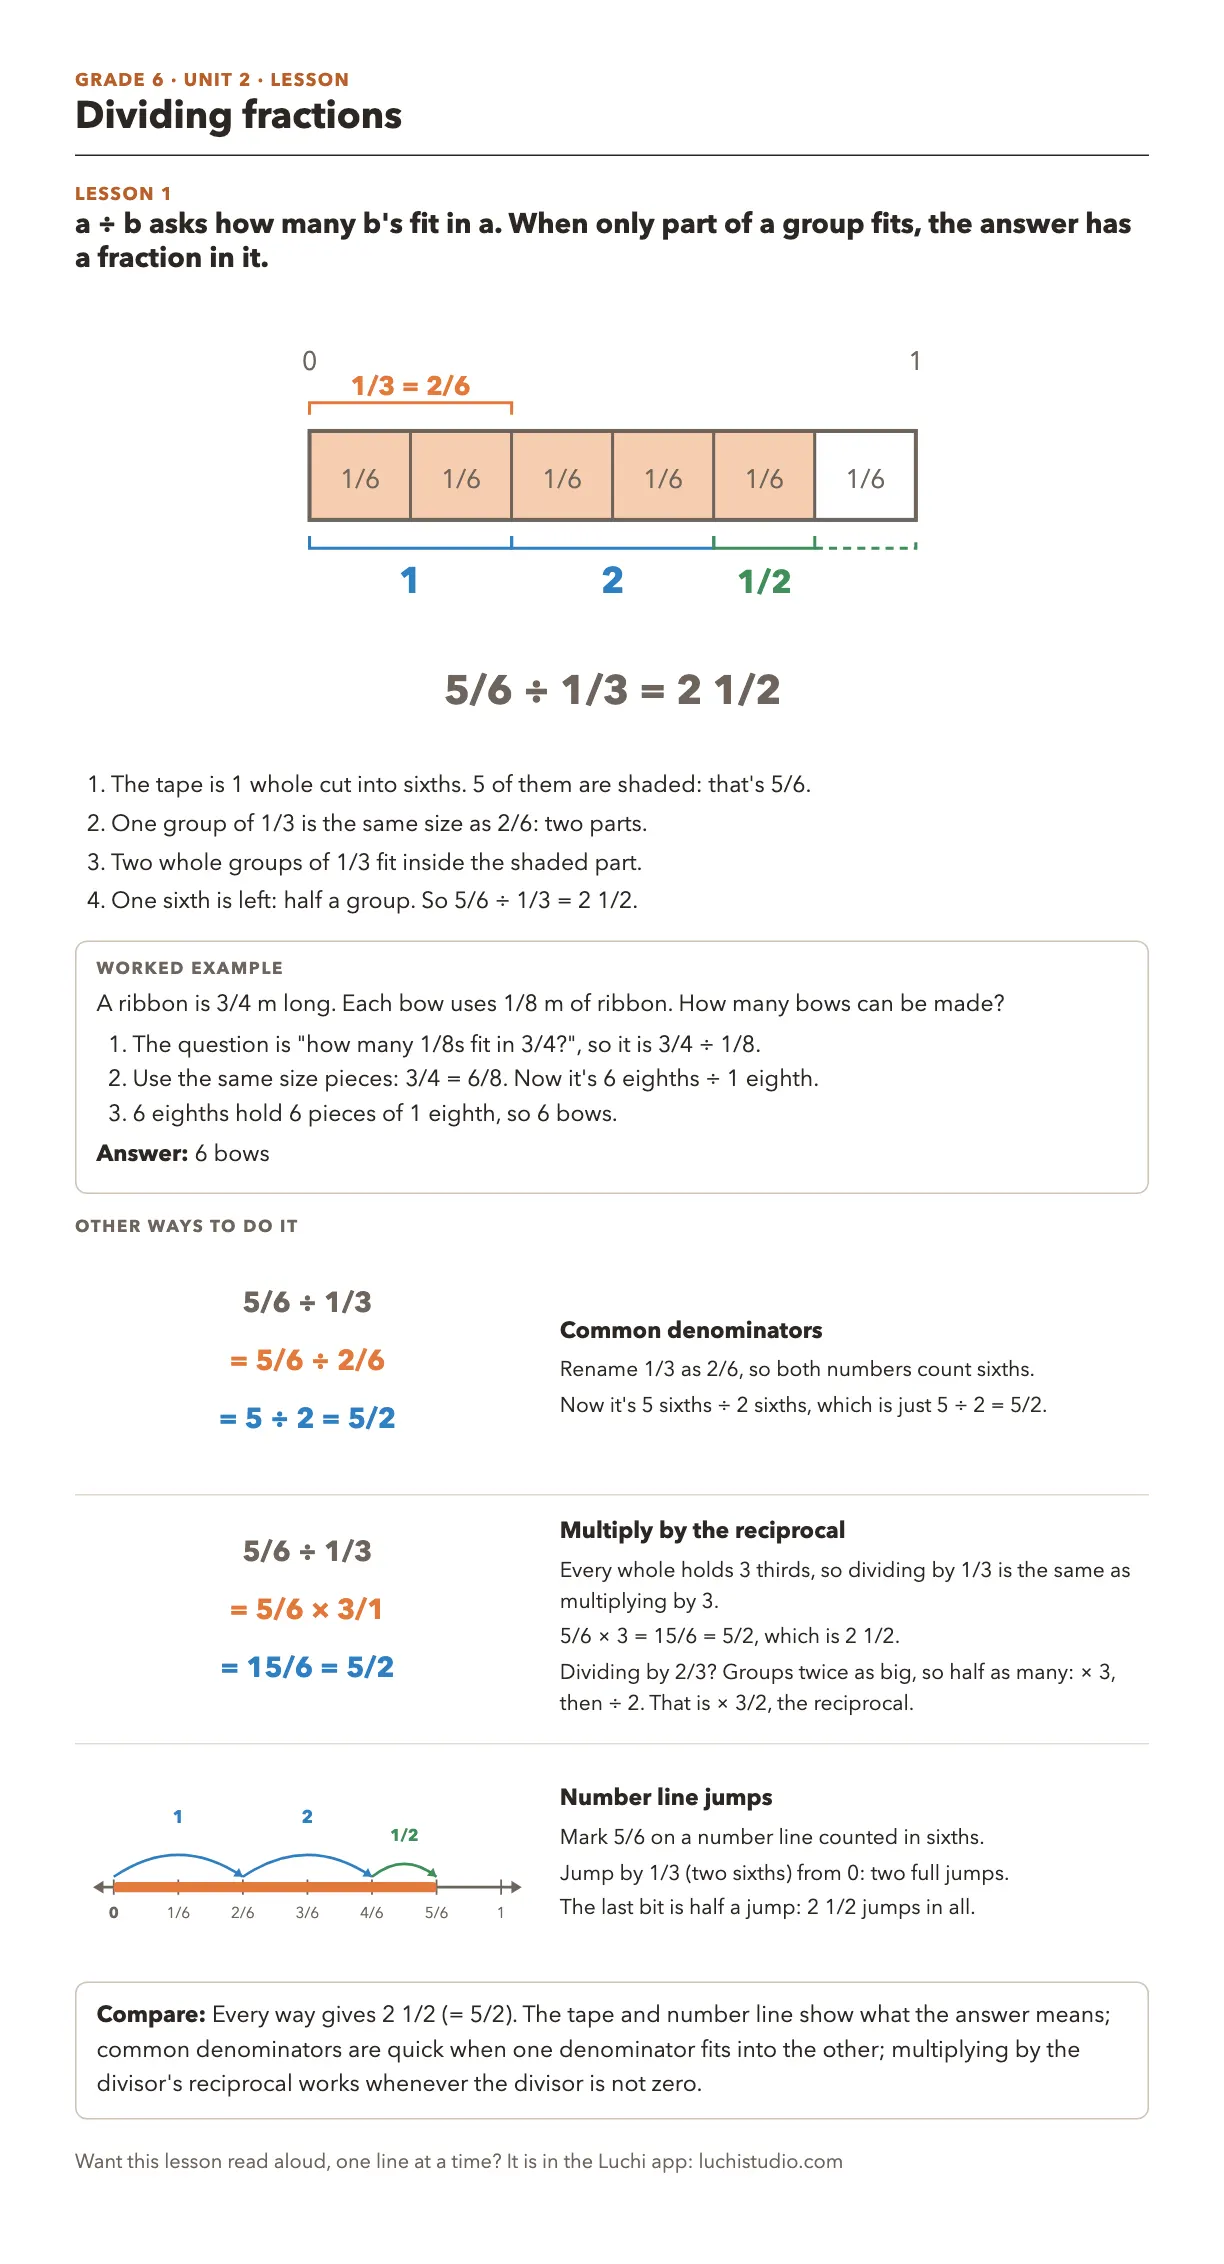 GRADE 6 · UNIT 2 · LESSON
Dividing fractions
LESSON 1
a ÷ b asks how many b's fit in a. When only part of a group fits, the answer has
a fraction in it.
0 1
1/3 = 2/6
1/6 1/6 1/6 1/6 1/6 1/6
1 2 1/2
5/6 ÷ 1/3 = 2 1/2
1. The tape is 1 whole cut into sixths. 5 of them are shaded: that's 5/6.
2. One group of 1/3 is the same size as 2/6: two parts.
3. Two whole groups of 1/3 fit inside the shaded part.
4. One sixth is left: half a group. So 5/6 ÷ 1/3 = 2 1/2.
WORKED EXAMPLE
A ribbon is 3/4 m long. Each bow uses 1/8 m of ribbon. How many bows can be made?
1. The question is "how many 1/8s fit in 3/4?", so it is 3/4 ÷ 1/8.
2. Use the same size pieces: 3/4 = 6/8. Now it's 6 eighths ÷ 1 eighth.
3. 6 eighths hold 6 pieces of 1 eighth, so 6 bows.
Answer: 6 bows
OTHER WAYS TO DO IT
5/6 ÷ 1/3
= 5/6 ÷ 2/6
= 5 ÷ 2 = 5/2
Common denominators
Rename 1/3 as 2/6, so both numbers count sixths.
Now it's 5 sixths ÷ 2 sixths, which is just 5 ÷ 2 = 5/2.
5/6 ÷ 1/3
= 5/6 × 3/1
= 15/6 = 5/2
Multiply by the reciprocal
Every whole holds 3 thirds, so dividing by 1/3 is the same as
multiplying by 3.
5/6 × 3 = 15/6 = 5/2, which is 2 1/2.
Dividing by 2/3? Groups twice as big, so half as many: × 3,
then ÷ 2. That is × 3/2, the reciprocal.
1 2 1/2
0 1/6 2/6 3/6 4/6 5/6 1
Number line jumps
Mark 5/6 on a number line counted in sixths.
Jump by 1/3 (two sixths) from 0: two full jumps.
The last bit is half a jump: 2 1/2 jumps in all.
Compare: Every way gives 2 1/2 (= 5/2). The tape and number line show what the answer means;
common denominators are quick when one denominator fits into the other; multiplying by the
divisor's reciprocal works whenever the divisor is not zero.
Want this lesson read aloud, one line at a time? It is in the Luchi app: luchistudio.com